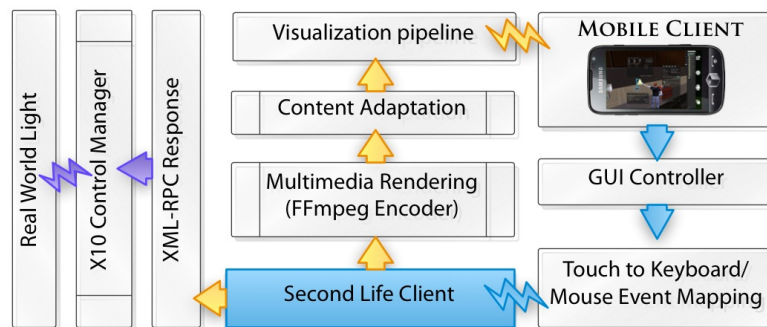 Real World Light
X10 Control Manager
XML-RPC Response
Visualization pipeline
Content Adaptation
Multimedia Rendering
(FFmpeg Encoder)
Second Life Client
MOBILE CLIENT
SAMSUNG
GUI Controller
Touch to Keyboard/
Mouse Event Mapping